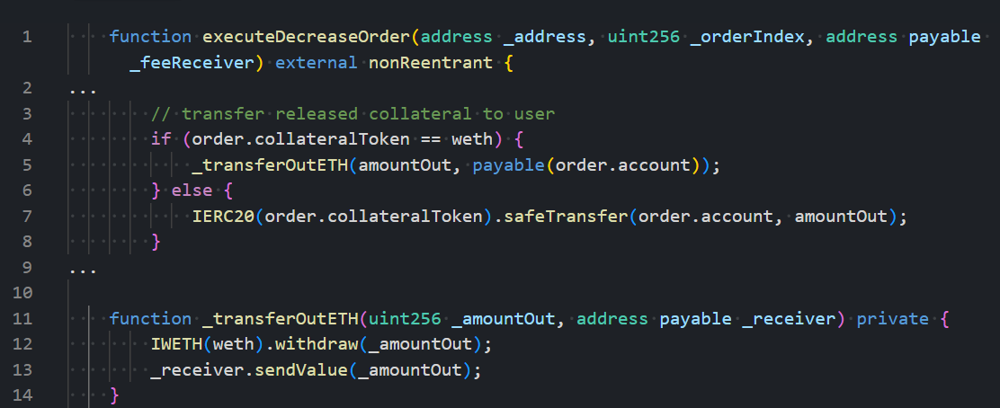 1 function executeDecreaseOrder(address _address, uint256 _orderIndex, address payable
_feeReceiver) external nonReentrant {
2 ...
3 // transfer released collateral to user
4 if (order.collateralToken == weth) {
5 _transferOutETH(amountOut, payable(order.account));
6 } else {
7 IERC20(order.collateralToken).safeTransfer(order.account, amountOut);
8 }
9 ...
10
11 function _transferOutETH(uint256 _amountOut, address payable _receiver) private {
12 IWETH(weth).withdraw(_amountOut);
13 _receiver.sendValue(_amountOut);
14 }